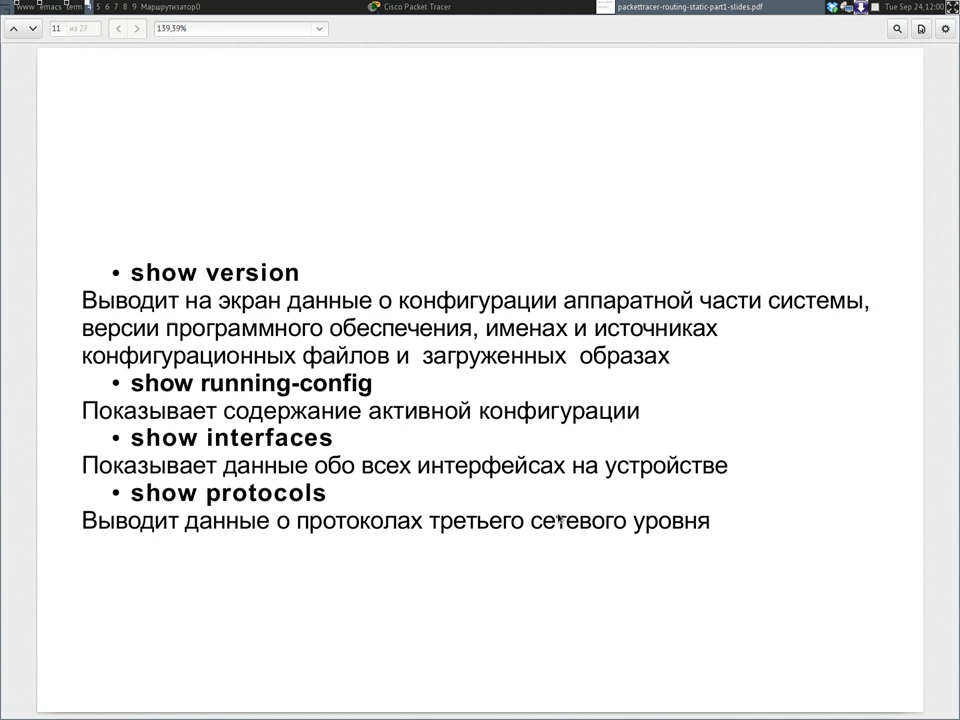 www emacs term 4 5 6 7 8 9 Маршрутизатор0
Cisco Packet Tracer
packettracer-routing-static-part1-slides.pdf
Tue Sep 24,12:00
11 из 27
139,39%
• show version
Выводит на экран данные о конфигурации аппаратной части системы,
версии программного обеспечения, именах и источниках
конфигурационных файлов и загруженных образах
• show running-config
Показывает содержание активной конфигурации
• show interfaces
Показывает данные обо всех интерфейсах на устройстве
• show protocols
Выводит данные о протоколах третьего сетевого уровня